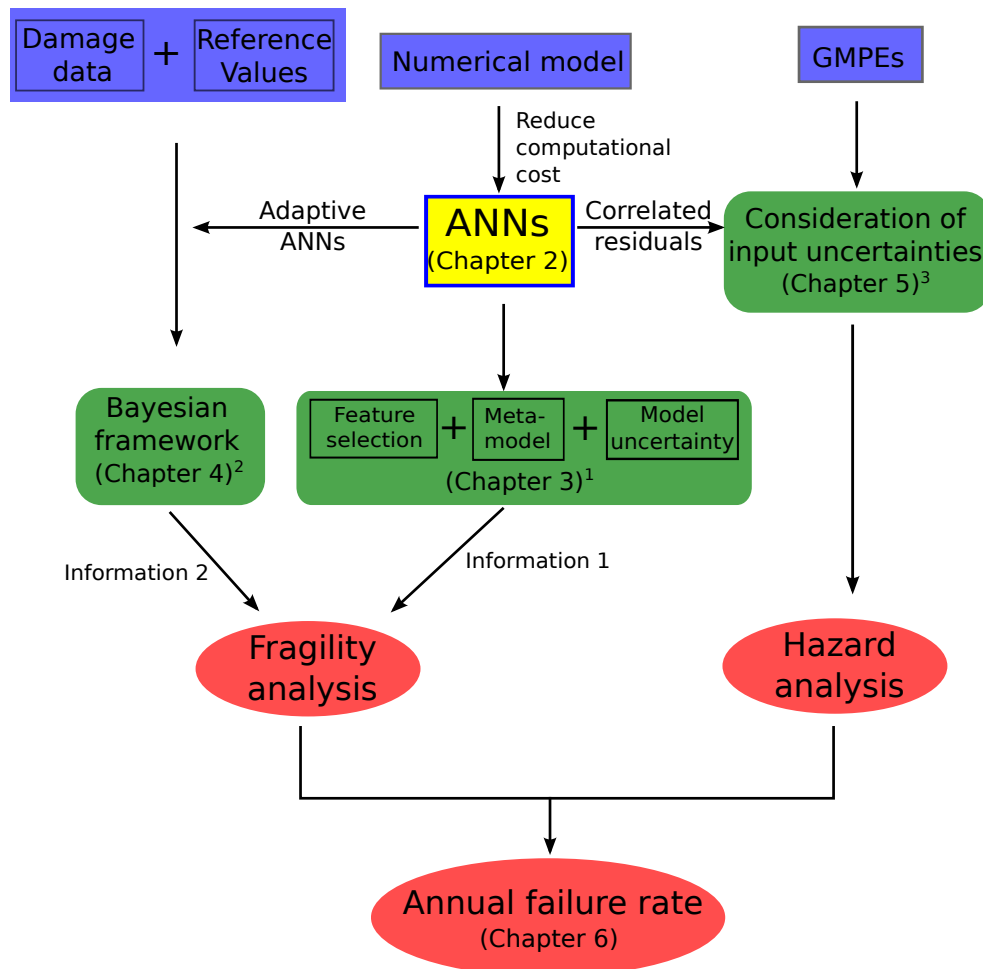 Damage
data
+
Reference
Values
Numerical model
GMPEs
Reduce
computational
cost
Adaptive
ANNs
ANNs
(Chapter 2)
Correlated
residuals
Consideration of
input uncertainties
(Chapter 5)³
Bayesian
framework
(Chapter 4)²
Feature
selection
+
Meta-
model
+
Model
uncertainty
(Chapter 3)¹
Information 2
Information 1
Fragility
analysis
Hazard
analysis
Annual failure rate
(Chapter 6)